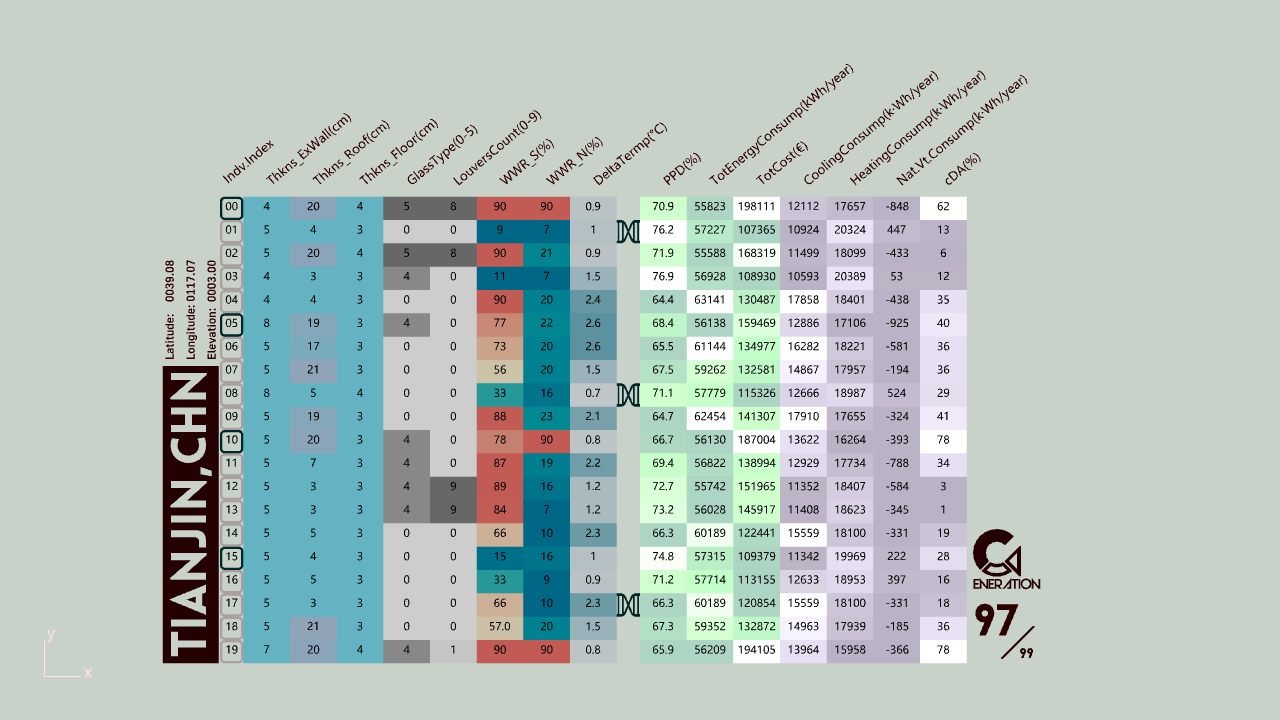 Indv.Index Thkns_ExWall(cm) Thkns_Roof(cm) Thkns_Floor(cm) GlassType(0-5) LouversCount(0-9) WWR_S(%) WWR_N(%) DeltaTermp(°C) PPD(%) TotEnergyConsump(kWh/year) TotCost(€) CoolingConsump(k·Wh/year) HeatingConsump(k·Wh/year) Nat.Vt.Consump(k·Wh/year) cDA(%)
00 4 20 4 5 8 90 90 0.9 70.9 55823 198111 12112 17657 -848 62
01 5 4 3 0 0 9 7 1 76.2 57227 107365 10924 20324 447 13
02 5 20 4 5 8 90 21 0.9 71.9 55588 168319 11499 18099 -433 6
03 4 3 3 4 0 11 7 1.5 76.9 56928 108930 10593 20389 53 12
04 4 4 3 0 0 90 20 2.4 64.4 63141 130487 17858 18401 -438 35
05 8 19 3 4 0 77 22 2.6 68.4 56138 159469 12886 17106 -925 40
06 5 17 3 0 0 73 20 2.6 65.5 61144 134977 16282 18221 -581 36
07 5 21 3 0 0 56 20 1.5 67.5 59262 132581 14867 17957 -194 36
08 8 5 4 0 0 33 16 0.7 71.1 57779 115326 12666 18987 524 29
09 5 19 3 0 0 88 23 2.1 64.7 62454 141307 17910 17655 -324 41
10 5 20 3 4 0 78 90 0.8 66.7 56130 187004 13622 16264 -393 78
11 5 7 3 4 0 87 19 2.2 69.4 56822 138994 12929 17734 -788 34
12 5 3 3 4 9 89 16 1.2 72.7 55742 151965 11352 18407 -584 3
13 5 3 3 4 9 84 7 1.2 73.2 56028 145917 11408 18623 -345 1
14 5 5 3 0 0 66 10 2.3 66.3 60189 122441 15559 18100 -331 19
15 5 4 3 0 0 15 16 1 74.8 57315 109379 11342 19969 222 28
16 5 5 3 0 0 33 9 0.9 71.2 57714 113155 12633 18953 397 16
17 5 3 3 0 0 66 10 2.3 66.3 60189 120854 15559 18100 -331 18
18 5 21 3 0 0 57.0 20 1.5 67.3 59352 132872 14963 17939 -185 36
19 7 20 4 4 1 90 90 0.8 65.9 56209 194105 13964 15958 -366 78
Latitude: 0039.08
Longitude: 0117.07
Elevation: 0003.00
TIANJIN,CHN
G
ENERATION
97/99
y
x